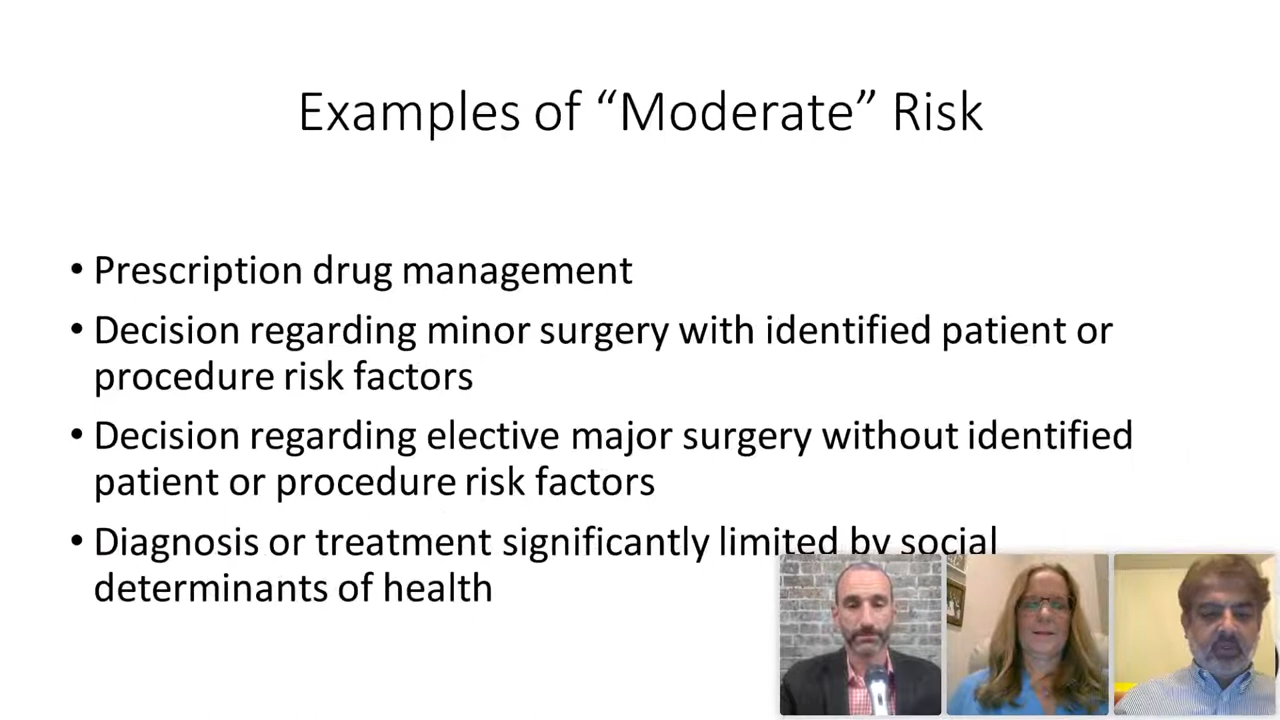 Examples of “Moderate” Risk
• Prescription drug management
• Decision regarding minor surgery with identified patient or
procedure risk factors
• Decision regarding elective major surgery without identified
patient or procedure risk factors
• Diagnosis or treatment significantly limited by social
determinants of health